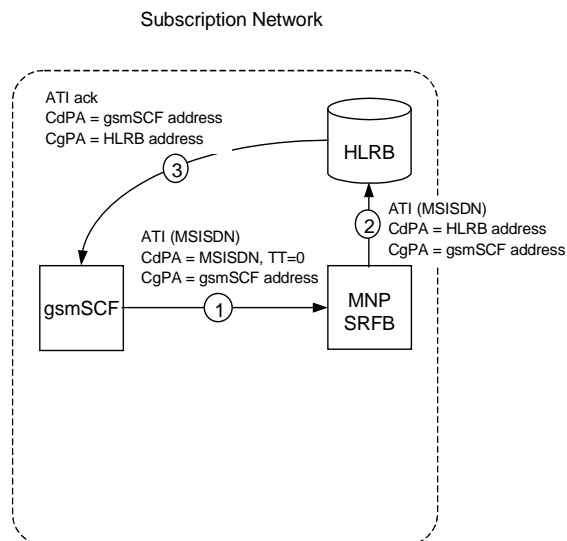 Subscription Network
ATI ack
CdPA = gsmSCF address
CgPA = HLRB address
3
HLRB
ATI (MSISDN)
CdPA = HLRB address
CgPA = gsmSCF address
2
ATI (MSISDN)
CdPA = MSISDN, TT=0
CgPA = gsmSCF address
1
gsmSCF
MNP
SRFB